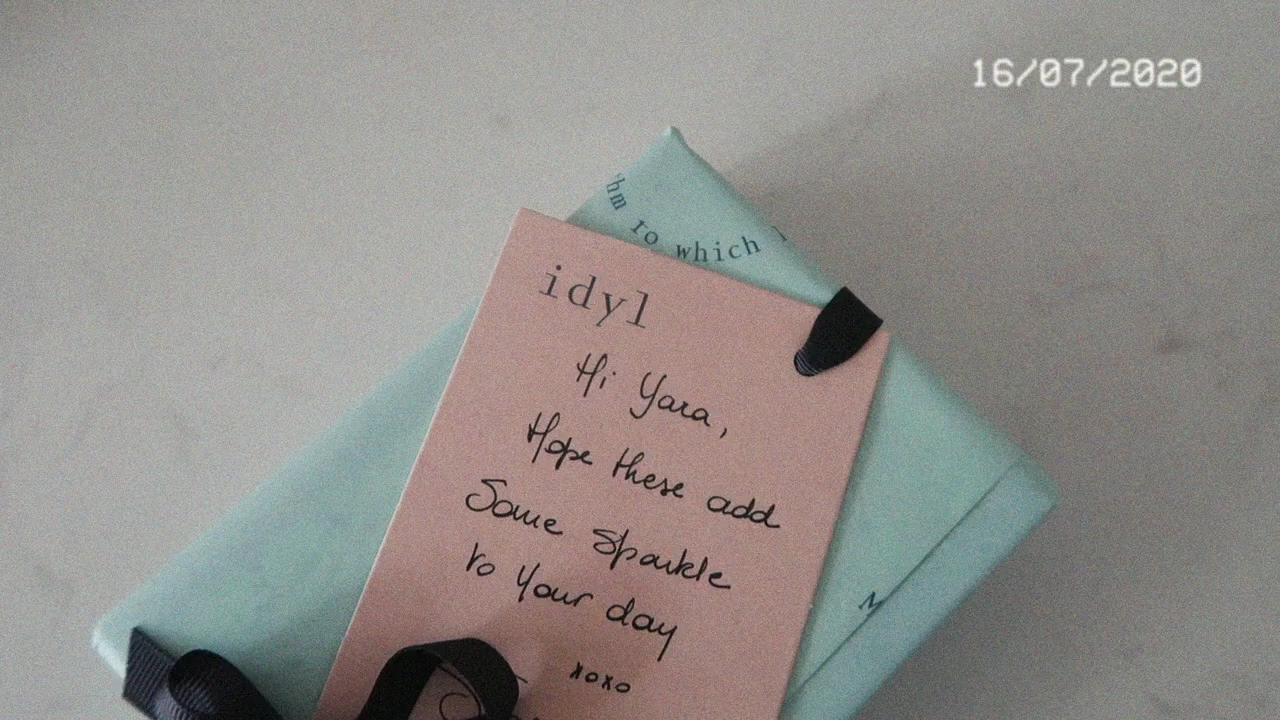 16/07/2020
to which
idyl
Hi Yara,
Hope these add
Some sparkle
to your day
xoxo
M